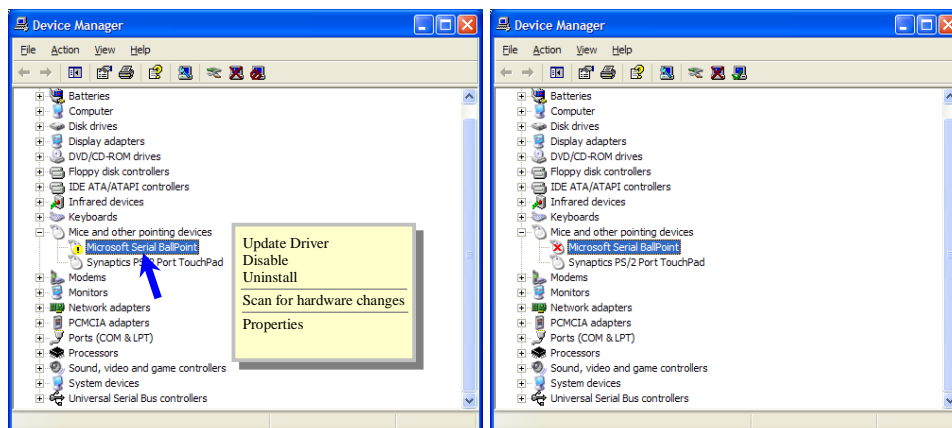 Device Manager
File Action View Help
Batteries
Computer
Disk drives
Display adapters
DVD/CD-ROM drives
Floppy disk controllers
IDE ATA/ATAPI controllers
Infrared devices
Keyboards
Mice and other pointing devices
Microsoft Serial BallPoint
Synaptics PS/2 Port TouchPad
Modems
Monitors
Network adapters
PCMCIA adapters
Ports (COM & LPT)
Processors
Sound, video and game controllers
System devices
Universal Serial Bus controllers
Update Driver
Disable
Uninstall
Scan for hardware changes
Properties
Device Manager
File Action View Help
Batteries
Computer
Disk drives
Display adapters
DVD/CD-ROM drives
Floppy disk controllers
IDE ATA/ATAPI controllers
Infrared devices
Keyboards
Mice and other pointing devices
Microsoft Serial BallPoint
Synaptics PS/2 Port TouchPad
Modems
Monitors
Network adapters
PCMCIA adapters
Ports (COM & LPT)
Processors
Sound, video and game controllers
System devices
Universal Serial Bus controllers